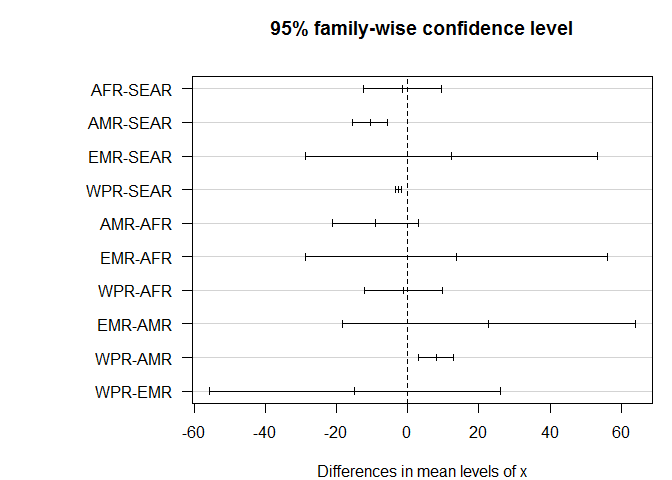 95% family-wise confidence level
AFR-SEAR
AMR-SEAR
EMR-SEAR
WPR-SEAR
AMR-AFR
EMR-AFR
WPR-AFR
EMR-AMR
WPR-AMR
WPR-EMR
-60 -40 -20 0 20 40 60
Differences in mean levels of x